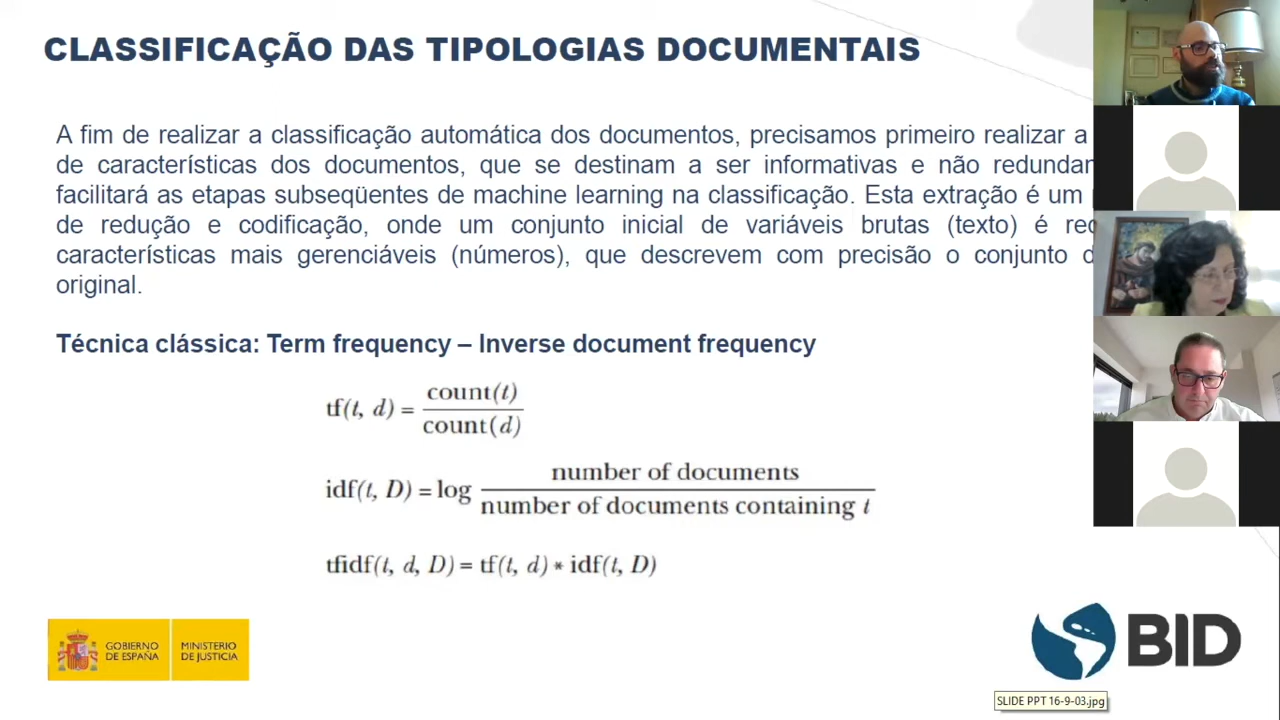 CLASSIFICAÇÃO DAS TIPOLOGIAS DOCUMENTAIS
A fim de realizar a classificação automática dos documentos, precisamos primeiro realizar a
de características dos documentos, que se destinam a ser informativas e não
facilitará as etapas subseqüentes de machine learning na classificação. Esta extração é um
de redução e codificação, onde um conjunto inicial de variáveis brutas (texto) é
características mais gerenciáveis (números), que descrevem com precisão o conjunto
original.
Técnica clássica: Term frequency – Inverse document frequency
tf(t, d) = count(t)
count(d)
idf(t, D) = log number of documents
number of documents containing t
tfidf(t, d, D) = tf(t, d) * idf(t, D)
GOBIERNO MINISTERIO
DE ESPAÑA DE JUSTICIA
BID
SLIDE PPT 16-9-03.jpg